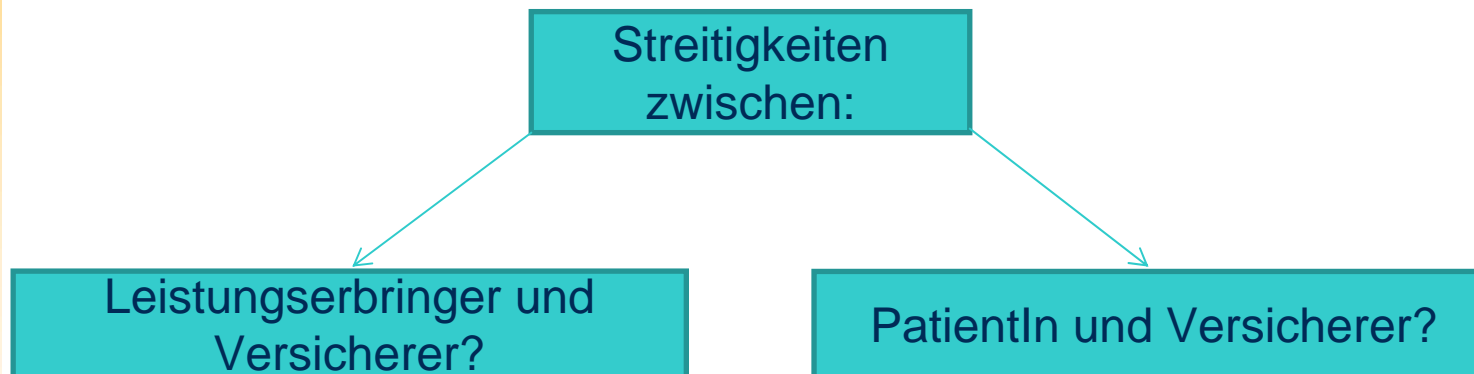 Streitigkeiten
zwischen:
Leistungserbringer und
Versicherer?
PatientIn und Versicherer?